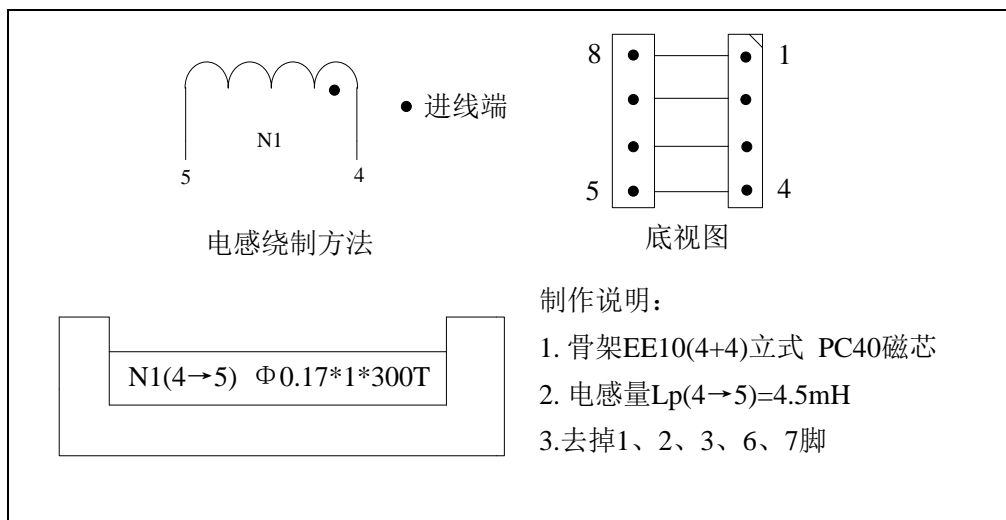 8
1
● 进线端
N1
5
4
5
4
电感绕制方法
底视图
制作说明：
1. 骨架EE10(4+4)立式 PC40磁芯
N1(4→5) Φ0.17*1*300T
2. 电感量Lp(4→5)=4.5mH
3.去掉1、2、3、6、7脚